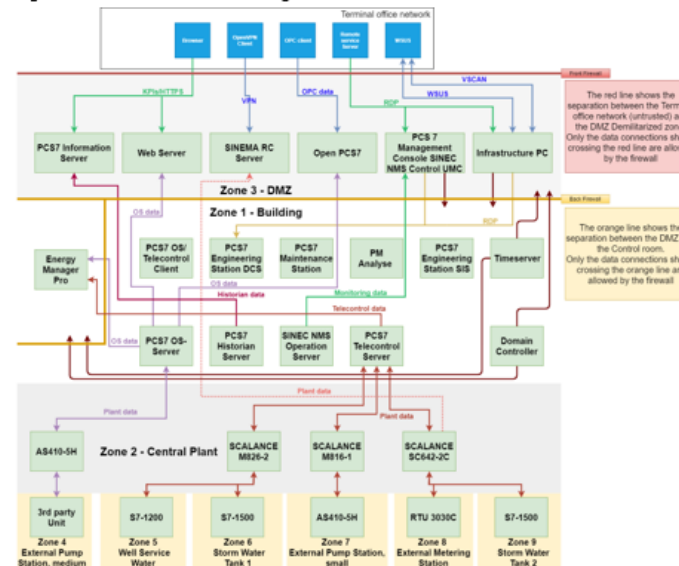 Terminal office network
Browser
OpenVPN
Client
OPC client
Remote
service
Server
WSUS
Front Firewall
VSCAN
KPIs/HTTPS
VPN
OPC data
WSUS
RDP
The red line shows the
separation between the Term
office network (untrusted) a
the DMZ Demilitarized zon
Only the data connections sh
crossing the red line are allow
by the firewall
PCS7 Information
Server
Web Server
SINEMA RC
Server
Open PCS7
PCS 7
Management
Console SINEC
NMS Control UMC
Infrastructure PC
Zone 3 - DMZ
Back Firewall
OS data
Zone 1 - Building
RDP
The orange line shows the
separation between the DMZ
the Control room.
Only the data connections sh
crossing the orange line are
allowed by the firewall
Energy
Manager
Pro
PCS7 OS/
Telecontrol
Client
PCS7
Engineering
Station DCS
PCS7
Maintenance
Station
PM
Analyse
PCS7
Engineering
Station SIS
Timeserver
OS data
Historian data
Monitoring data
Telecontrol data
OS data
PCS7 OS-
Server
PCS7
Historian
Server
SINEC NMS
Operation
Server
PCS7
Telecontrol
Server
Domain
Controller
Plant data
Plant data
AS410-5H
Zone 2 - Central Plant
SCALANCE
M826-2
SCALANCE
M816-1
SCALANCE
SC642-2C
3rd party
Unit
S7-1200
S7-1500
AS410-5H
RTU 3030C
S7-1500
Zone 4
External Pump
Station, medium
Zone 5
Well Service
Water
Zone 6
Storm Water
Tank 1
Zone 7
External Pump Station,
small
Zone 8
External Metering
Station
Zone 9
Storm Water
Tank 2